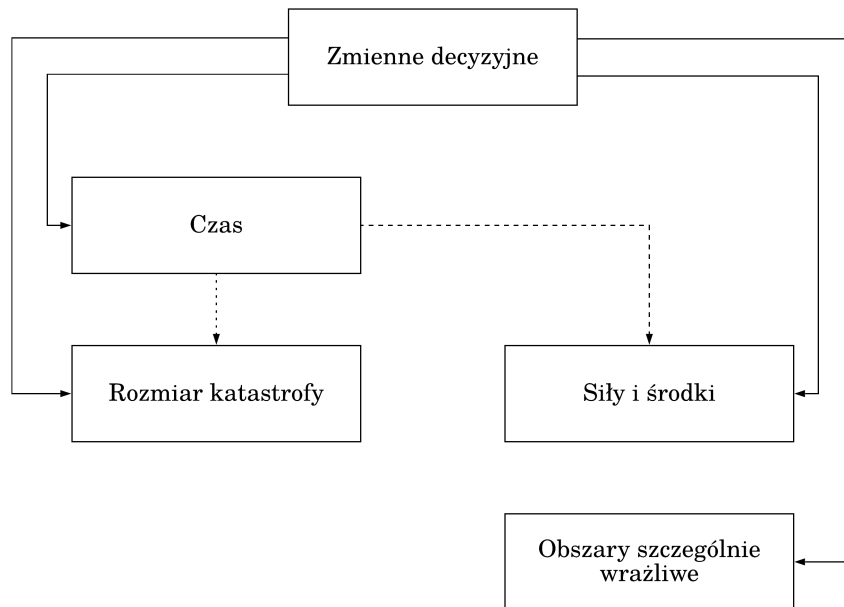 Zmienne decyzyjne
Czas
Rozmiar katastrofy
Siły i środki
Obszary szczególnie
wrażliwe